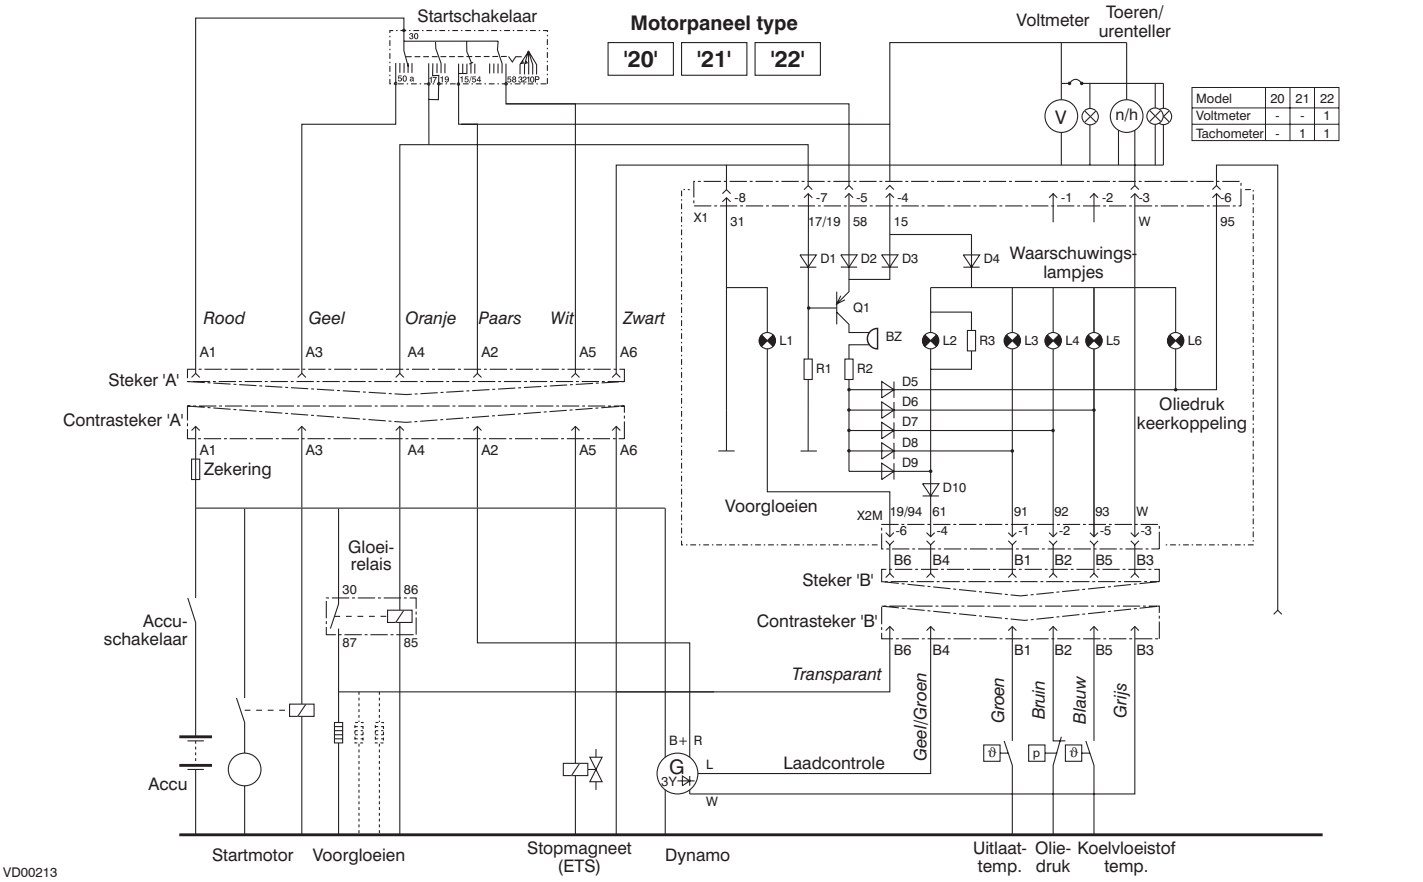 Startschakelaar
Motorpaneel type
'20' '21' '22'
Voltmeter
Toeren/
urenteller
30
50 a 17/19 15/54 58 3210P
V
n/h
Model 20 21 22
Voltmeter - - 1
Tachometer - 1 1
-8 -7 -5 -4 -1 -2 -3 -6
X1 31 17/19 58 15 W 95
Waarschuwings-
lampjes
D1 D2 D3 D4
Q1
BZ
L1 L2 R3 L3 L4 L5 L6
R1 R2
D5
D6
D7
D8
D9
D10
Oliedruk
keerkoppeling
Rood Geel Oranje Paars Wit Zwart
A1 A3 A4 A2 A5 A6
Steker 'A'
Contrasteker 'A'
A1 A3 A4 A2 A5 A6
Zekering
Voorgloeien
X2M 19/94 61 91 92 93 W
-6 -4 -1 -2 -5 -3
B6 B4 B1 B2 B5 B3
Steker 'B'
Contrasteker 'B'
B6 B4 B1 B2 B5 B3
Gloei-
relais
30 86
87 85
Accu-
schakelaar
Transparant
Geel/Groen
Groen
Bruin
Blauw
Grijs
B+ R
G
3Y
L
W
Laadcontrole
ϑ p ϑ
Accu
Startmotor
Voorgloeien
Stopmagneet
(ETS)
Dynamo
Uitlaat-
temp.
Olie-
druk
Koelvloeistof
temp.
VD00213